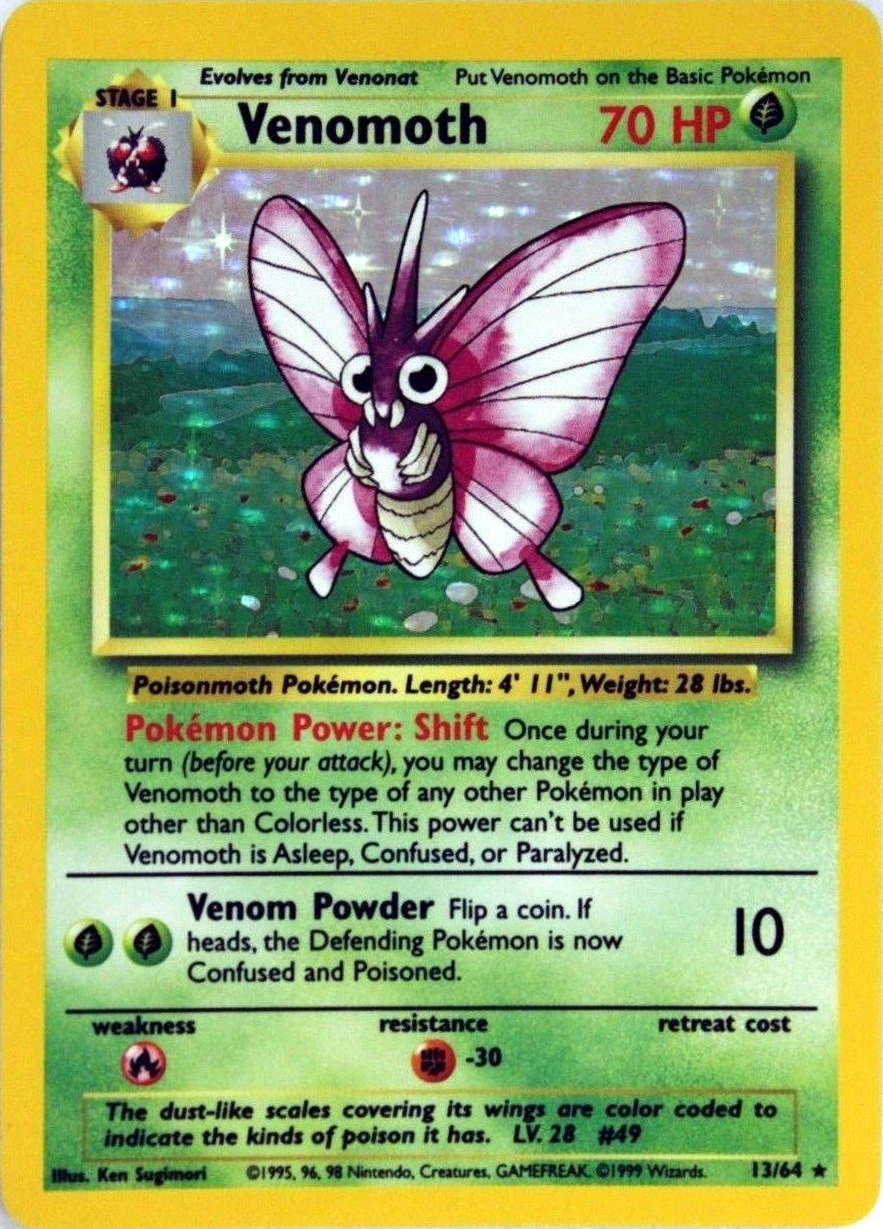 Evolves from Venonat Put Venomoth on the Basic Pokémon
STAGE 1
Venomoth 70 HP
Poisonmoth Pokémon. Length: 4' 11", Weight: 28 lbs.
Pokémon Power: Shift Once during your
turn (before your attack), you may change the type of
Venomoth to the type of any other Pokémon in play
other than Colorless. This power can't be used if
Venomoth is Asleep, Confused, or Paralyzed.
Venom Powder Flip a coin. If
heads, the Defending Pokémon is now
Confused and Poisoned.
10
weakness resistance retreat cost
-30
The dust-like scales covering its wings are color coded to
indicate the kinds of poison it has. LV. 28 #49
Illus. Ken Sugimori ©1995, 96, 98 Nintendo, Creatures, GAMEFREAK. ©1999 Wizards. 13/64 ★